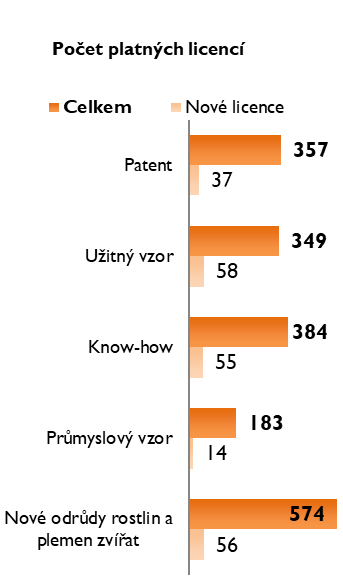 Počet platných licencí
Celkem Nové licence
Patent 357
37
Užitný vzor 349
58
Know-how 384
55
Průmyslový vzor 183
14
Nové odrůdy rostlin a 574
plemen zvířat 56